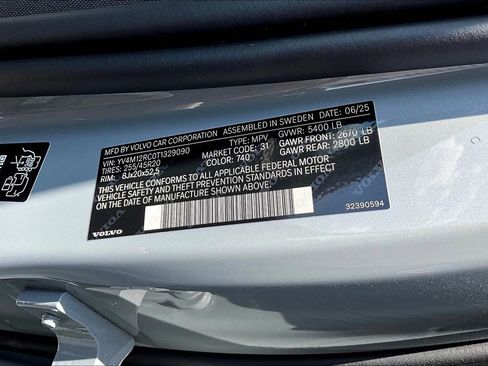 MFD BY VOLVO CAR CORPORATION ASSEMBLED IN SWEDEN DATE 06/25
VIN: YV4M12RC0T1329090 TYPE: MPV GVWR: 5400 LB
TIRES: 255/45R20 MARKET CODE: 31 GAWR FRONT: 2670 LB
RIM: 8Jx20x52,5 COLOR: 740 GAWR REAR: 2800 LB
THIS VEHICLE CONFORMS TO ALL APPLICABLE FEDERAL MOTOR
VEHICLE SAFETY AND THEFT PREVENTION STANDARDS IN EFFECT
ON THE DATE OF MANUFACTURE SHOWN ABOVE
VOLVO
32390594